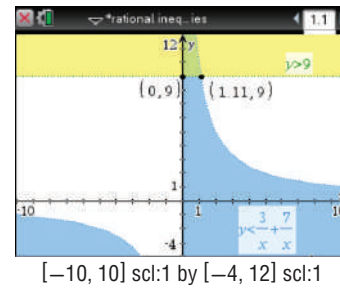 *rational ineq...ies
1.1
12 y
y>9
(0,9) (1.11,9)
1
-10 1 10
y<3/x+7/x
-4
[–10, 10] scl:1 by [–4, 12] scl:1